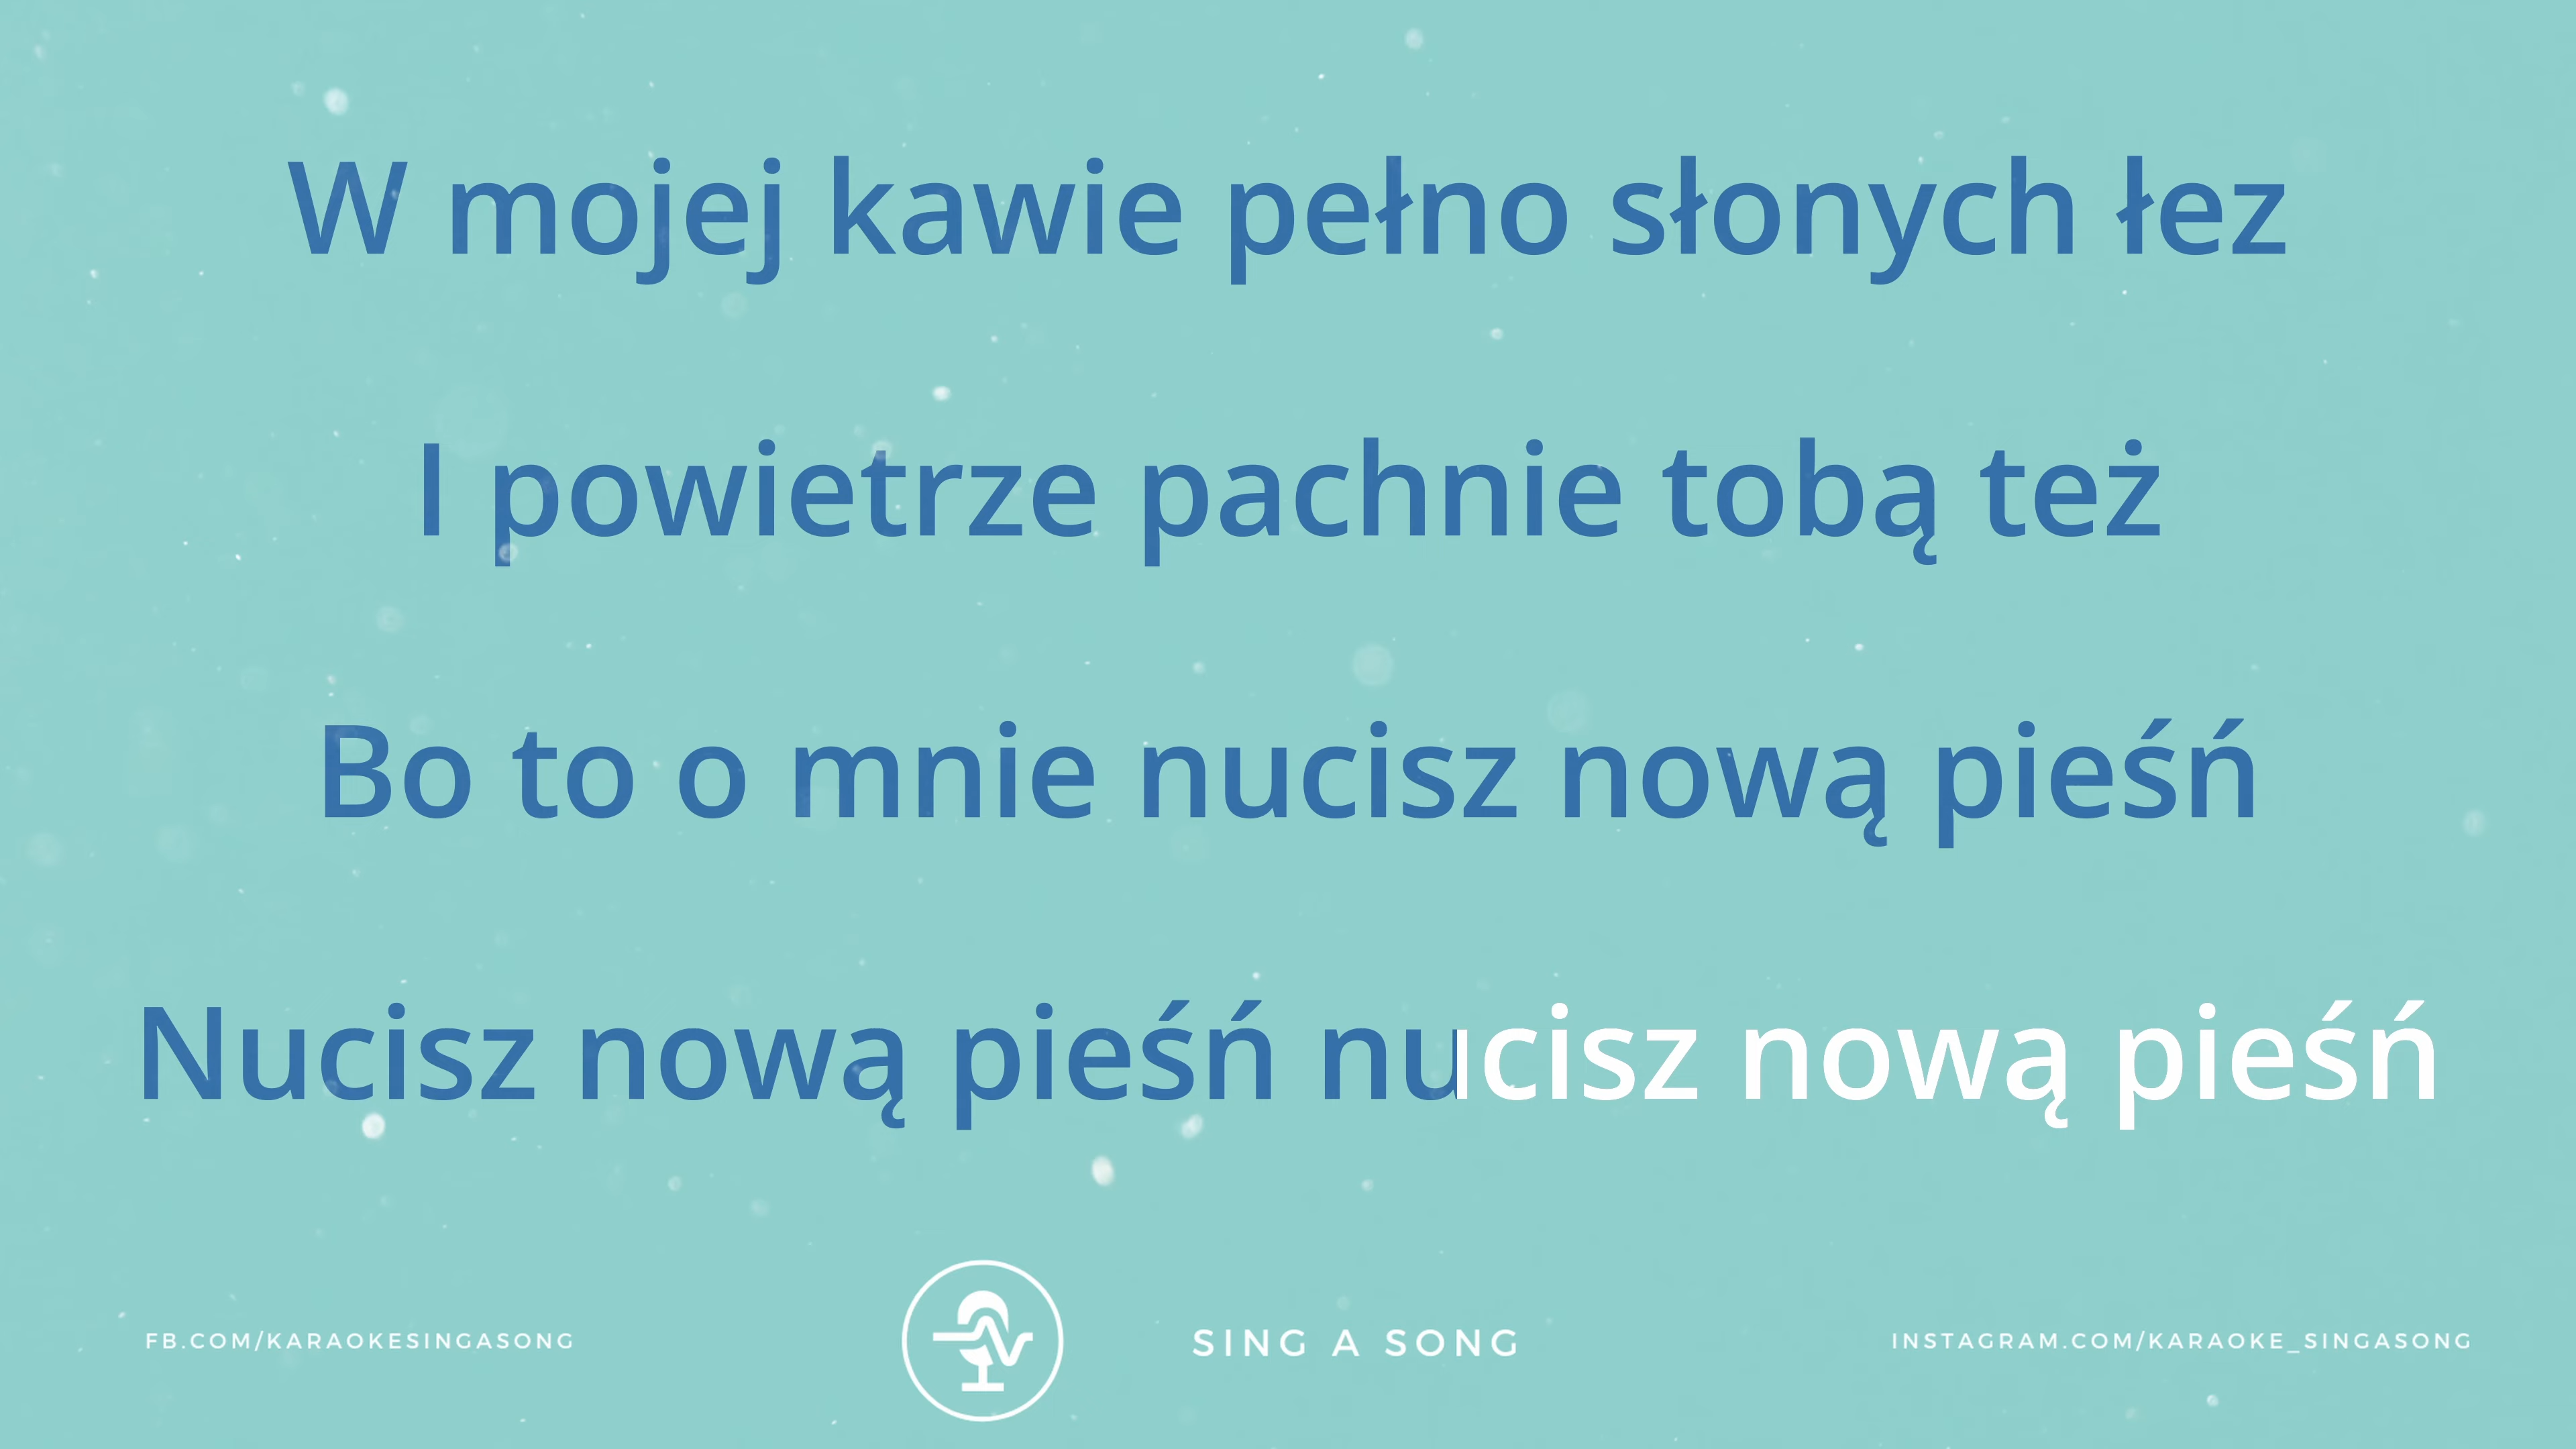 W mojej kawie pełno słonych łez
I powietrze pachnie tobą też
Bo to o mnie nucisz nową pieśń
Nucisz nową pieśń nucisz nową pieśń
FB.COM/KARAOKESINGASONG
SING A SONG
INSTAGRAM.COM/KARAOKE_SINGASONG